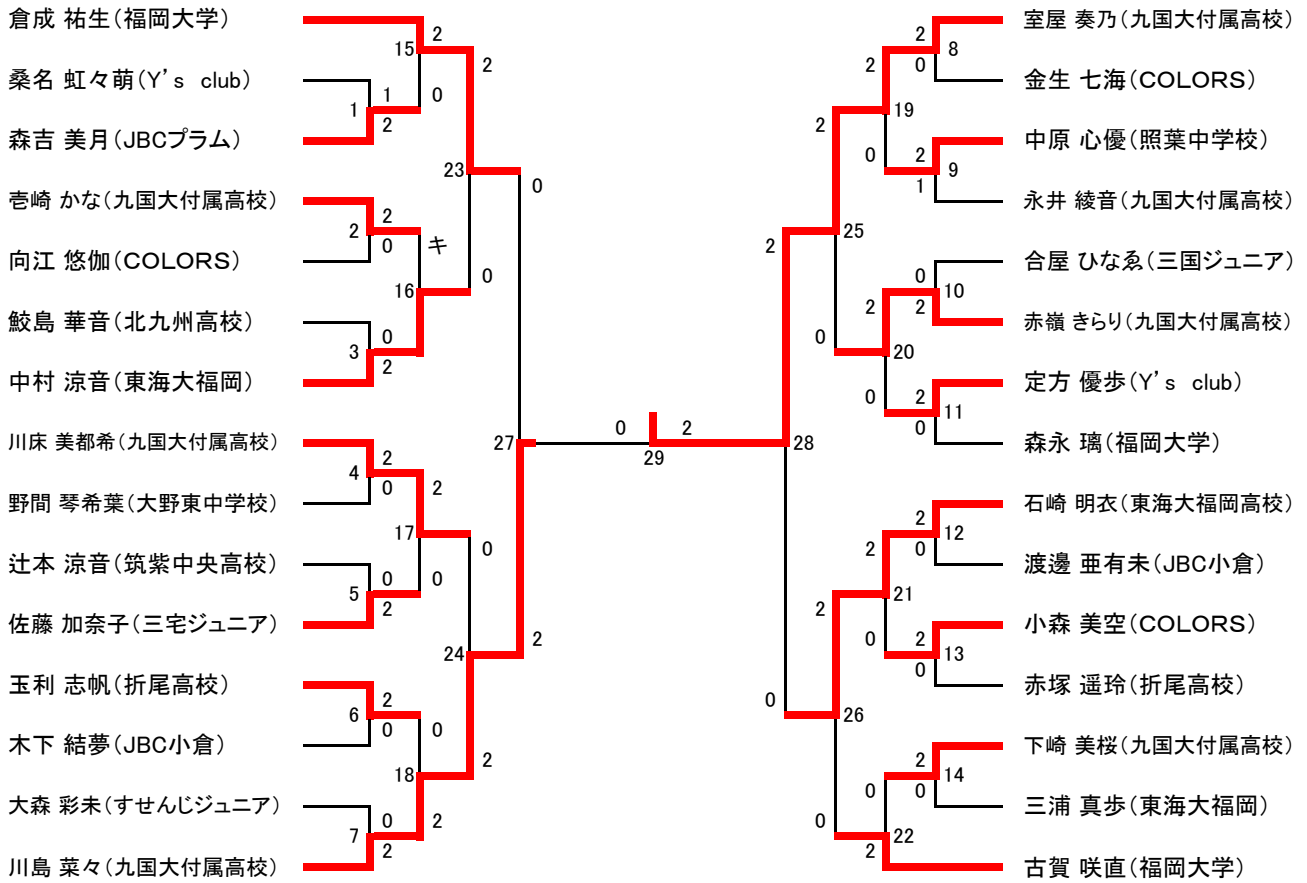 倉成 祐生(福岡大学)
桑名 虹々萌(Y's club)
森吉 美月(JBCプラム)
壱崎 かな(九国大付属高校)
向江 悠伽(COLORS)
鮫島 華音(北九州高校)
中村 涼音(東海大福岡)
川床 美都希(九国大付属高校)
野間 琴希葉(大野東中学校)
辻本 涼音(筑紫中央高校)
佐藤 加奈子(三宅ジュニア)
玉利 志帆(折尾高校)
木下 結夢(JBC小倉)
大森 彩未(すせんじジュニア)
川島 菜々(九国大付属高校)
2
15
2
1
0
1
2
23
0
2
2
0
キ
0
16
0
3
2
27
2
4
0
2
17
0
0
5
0
2
24
2
2
6
0
0
18
2
0
7
2
2
0
2
29
28
2
8
2
0
2
19
2
0
2
9
1
2
25
0
10
2
2
0
20
0
2
11
0
2
12
0
2
21
2
0
2
13
0
0
26
2
14
0
0
0
22
2
室屋 奏乃(九国大付属高校)
金生 七海(COLORS)
中原 心優(照葉中学校)
永井 綾音(九国大付属高校)
合屋 ひなゑ(三国ジュニア)
赤嶺 きらり(九国大付属高校)
定方 優歩(Y's club)
森永 璃(福岡大学)
石崎 明衣(東海大福岡高校)
渡邊 亜有未(JBC小倉)
小森 美空(COLORS)
赤塚 遥玲(折尾高校)
下崎 美桜(九国大付属高校)
三浦 真歩(東海大福岡)
古賀 咲直(福岡大学)